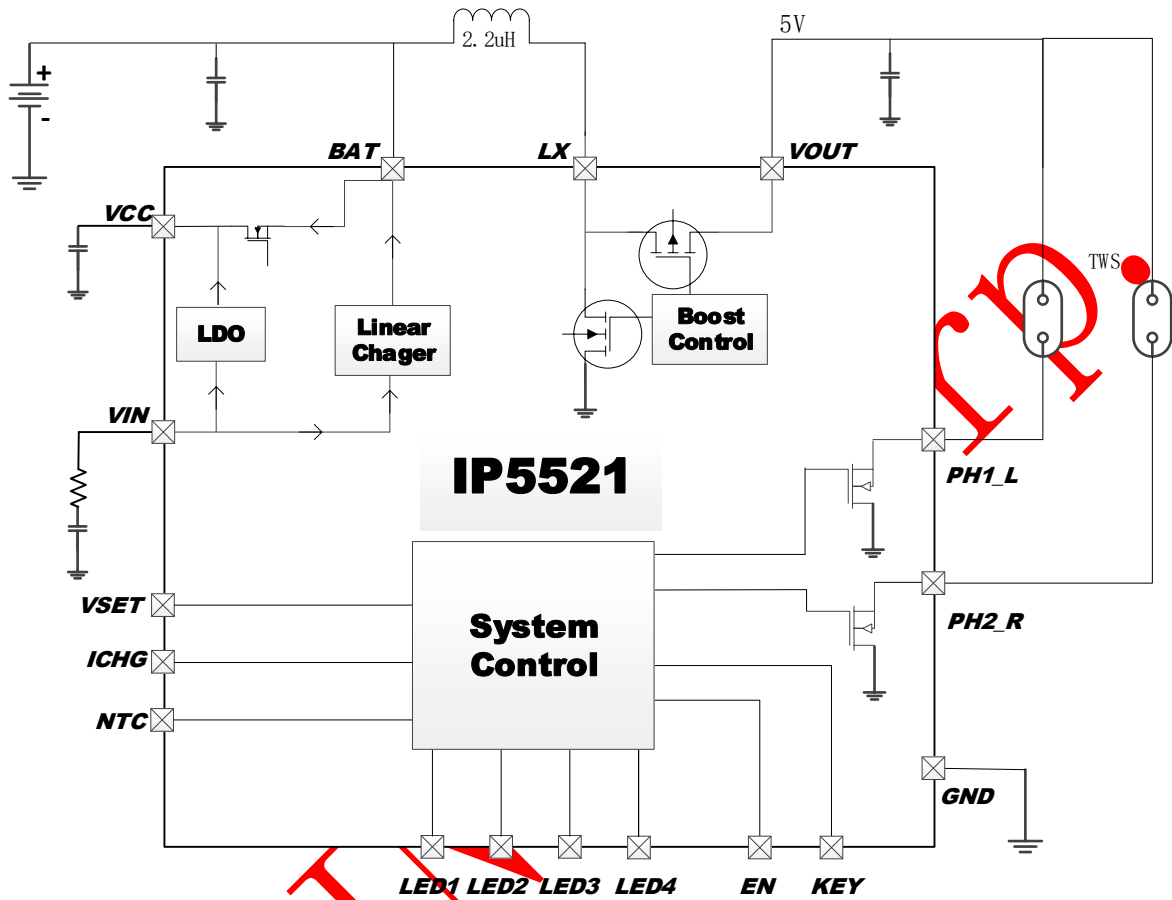 2.2uH
5V
+
-
BAT
LX
VOUT
VCC
TWS
LDO
Linear
Chager
Boost
Control
VIN
IP5521
PH1_L
VSET
System
Control
PH2_R
ICHG
NTC
GND
LED1 LED2 LED3 LED4 EN KEY